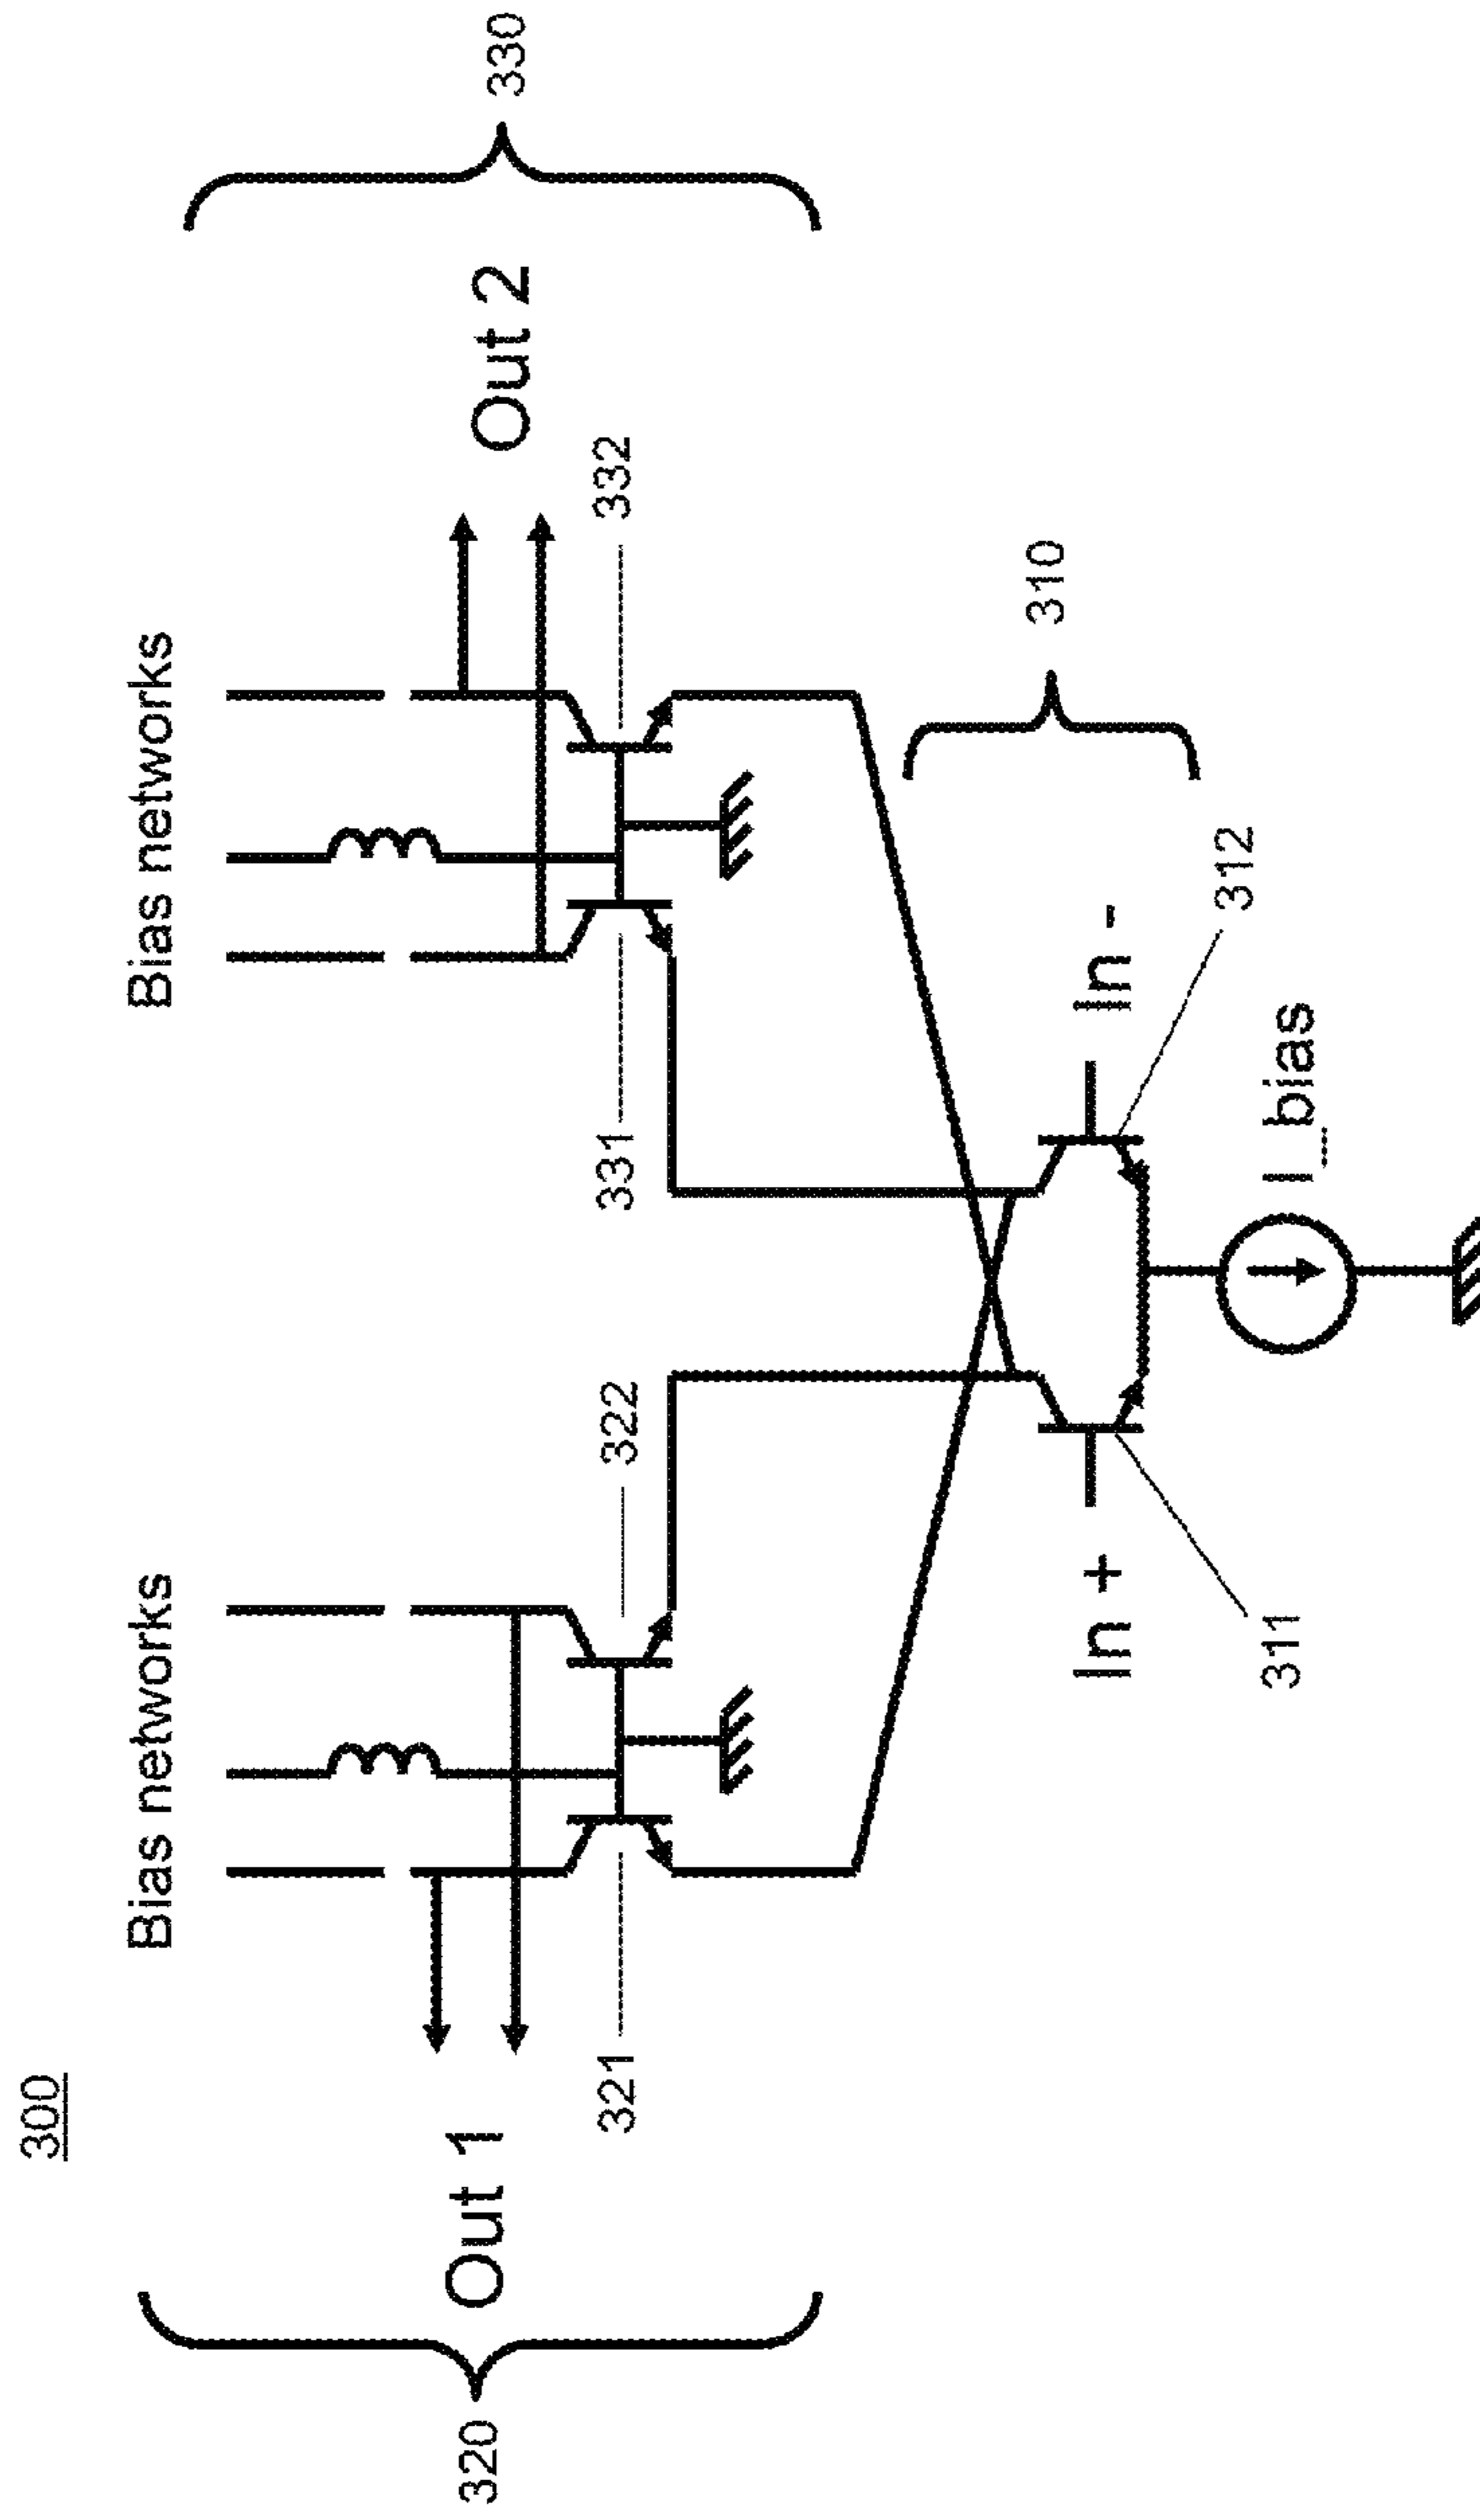 300
Bias networks
Bias networks
320
Out 1
Out 2
330
321
322
331
332
310
In +
In -
311
312
I_bias